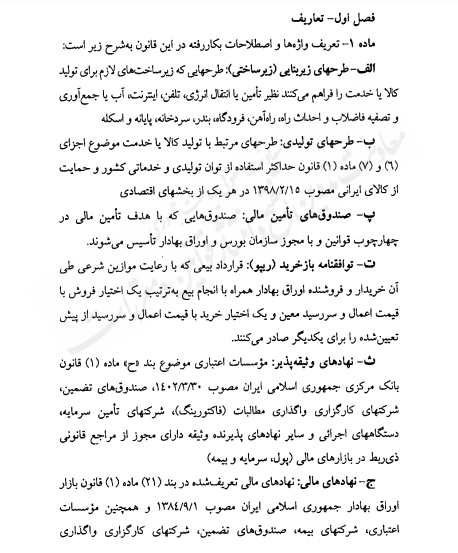 فصل اول- تعاریف
ماده ۱- تعریف واژه‌ها و اصطلاحات بکاررفته در این قانون به‌شرح زیر است:
الف- طرحهای زیربنایی (زیرساختی): طرحهایی که زیرساخت‌های لازم برای تولید
کالا یا خدمت را فراهم می‌کنند نظیر تأمین یا انتقال انرژی، تلفن، اینترنت، آب یا جمع‌آوری
و تصفیه فاضلاب و احداث راه، راه‌آهن، فرودگاه، بندر، سردخانه، پایانه و اسکله
ب- طرحهای تولیدی: طرحهای مرتبط با تولید کالا یا خدمت موضوع اجزای
(۶) و (۷) ماده (۱) قانون حداکثر استفاده از توان تولیدی و خدماتی کشور و حمایت
از کالای ایرانی مصوب ۱۳۹۸/۲/۱۵ در هر یک از بخشهای اقتصادی
پ- صندوق‌های تأمین مالی: صندوق‌هایی که با هدف تأمین مالی در
چهارچوب قوانین و با مجوز سازمان بورس و اوراق بهادار تأسیس می‌شوند.
ت- توافقنامه بازخرید (ریپو): قرارداد بیعی که با رعایت موازین شرعی طی
آن خریدار و فروشنده اوراق بهادار همراه با انجام بیع به‌ترتیب یک اختیار فروش با
قیمت اعمال و سررسید معین و یک اختیار خرید با قیمت اعمال و سررسید از پیش
تعیین‌شده را برای یکدیگر صادر می‌کنند.
ث- نهادهای وثیقه‌پذیر: مؤسسات اعتباری موضوع بند «ح» ماده (۱) قانون
بانک مرکزی جمهوری اسلامی ایران مصوب ۱۴۰۲/۳/۳۰، صندوق‌های تضمین،
شرکتهای کارگزاری واگذاری مطالبات (فاکتورینگ)، شرکتهای تأمین سرمایه،
دستگاههای اجرائی و سایر نهادهای پذیرنده وثیقه دارای مجوز از مراجع قانونی
ذی‌ربط در بازارهای مالی (پول، سرمایه و بیمه)
ج- نهادهای مالی: نهادهای مالی تعریف‌شده در بند (۲۱) ماده (۱) قانون بازار
اوراق بهادار جمهوری اسلامی ایران مصوب ۱۳۸۴/۹/۱ و همچنین مؤسسات
اعتباری، شرکتهای بیمه، صندوق‌های تضمین، شرکتهای کارگزاری واگذاری